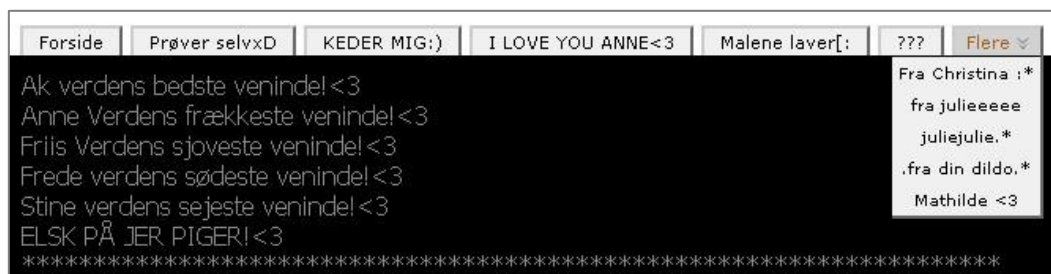 Forside Prøver selvxD KEDER MIG:) I LOVE YOU ANNE<3 Malene laver[: ??? Flere
Fra Christina :*
fra julieeeee
juliejulie.*
.fra din dildo.*
Mathilde <3
Ak verdens bedste veninde!<3
Anne Verdens frækkeste veninde!<3
Friis Verdens sjoveste veninde!<3
Frede verdens sødeste veninde!<3
Stine verdens sejeste veninde!<3
ELSK PÅ JER PIGER!<3
*********************************************************************